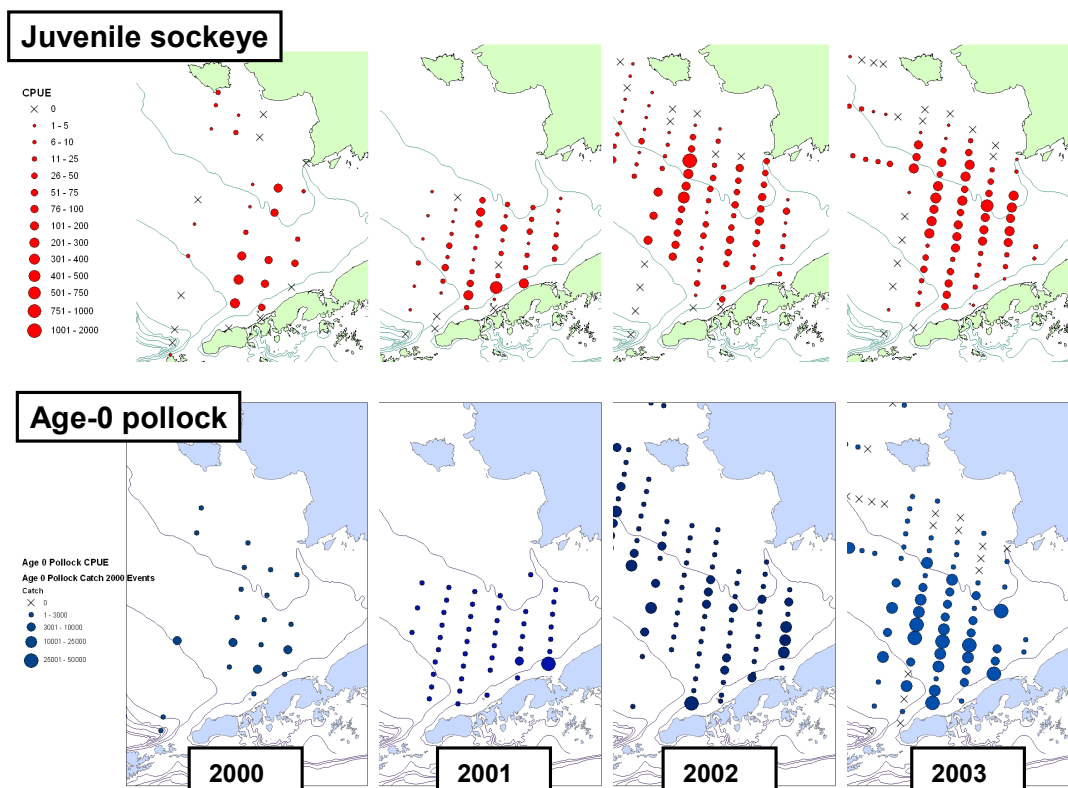 Juvenile sockeye
CPUE
0
1 - 5
6 - 10
11 - 25
26 - 50
51 - 75
76 - 100
101 - 200
201 - 300
301 - 400
401 - 500
501 - 750
751 - 1000
1001 - 2000
Age-0 pollock
Age 0 Pollock CPUE
Age 0 Pollock Catch 2000 Events
Catch
0
1 - 3000
3001 - 10000
10001 - 25000
25001 - 50000
2000
2001
2002
2003